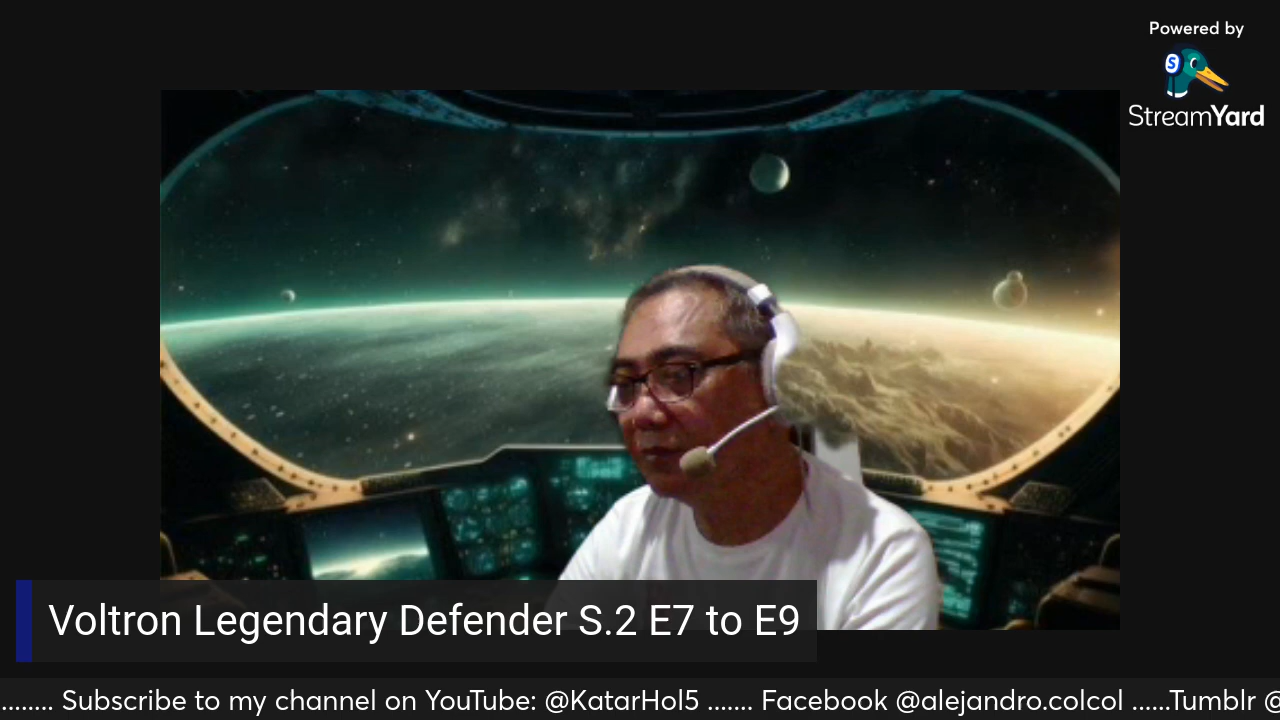 Powered by
S
StreamYard
Voltron Legendary Defender S.2 E7 to E9
........ Subscribe to my channel on YouTube: @KatarHol5 ....... Facebook @alejandro.colcol ......Tumblr @